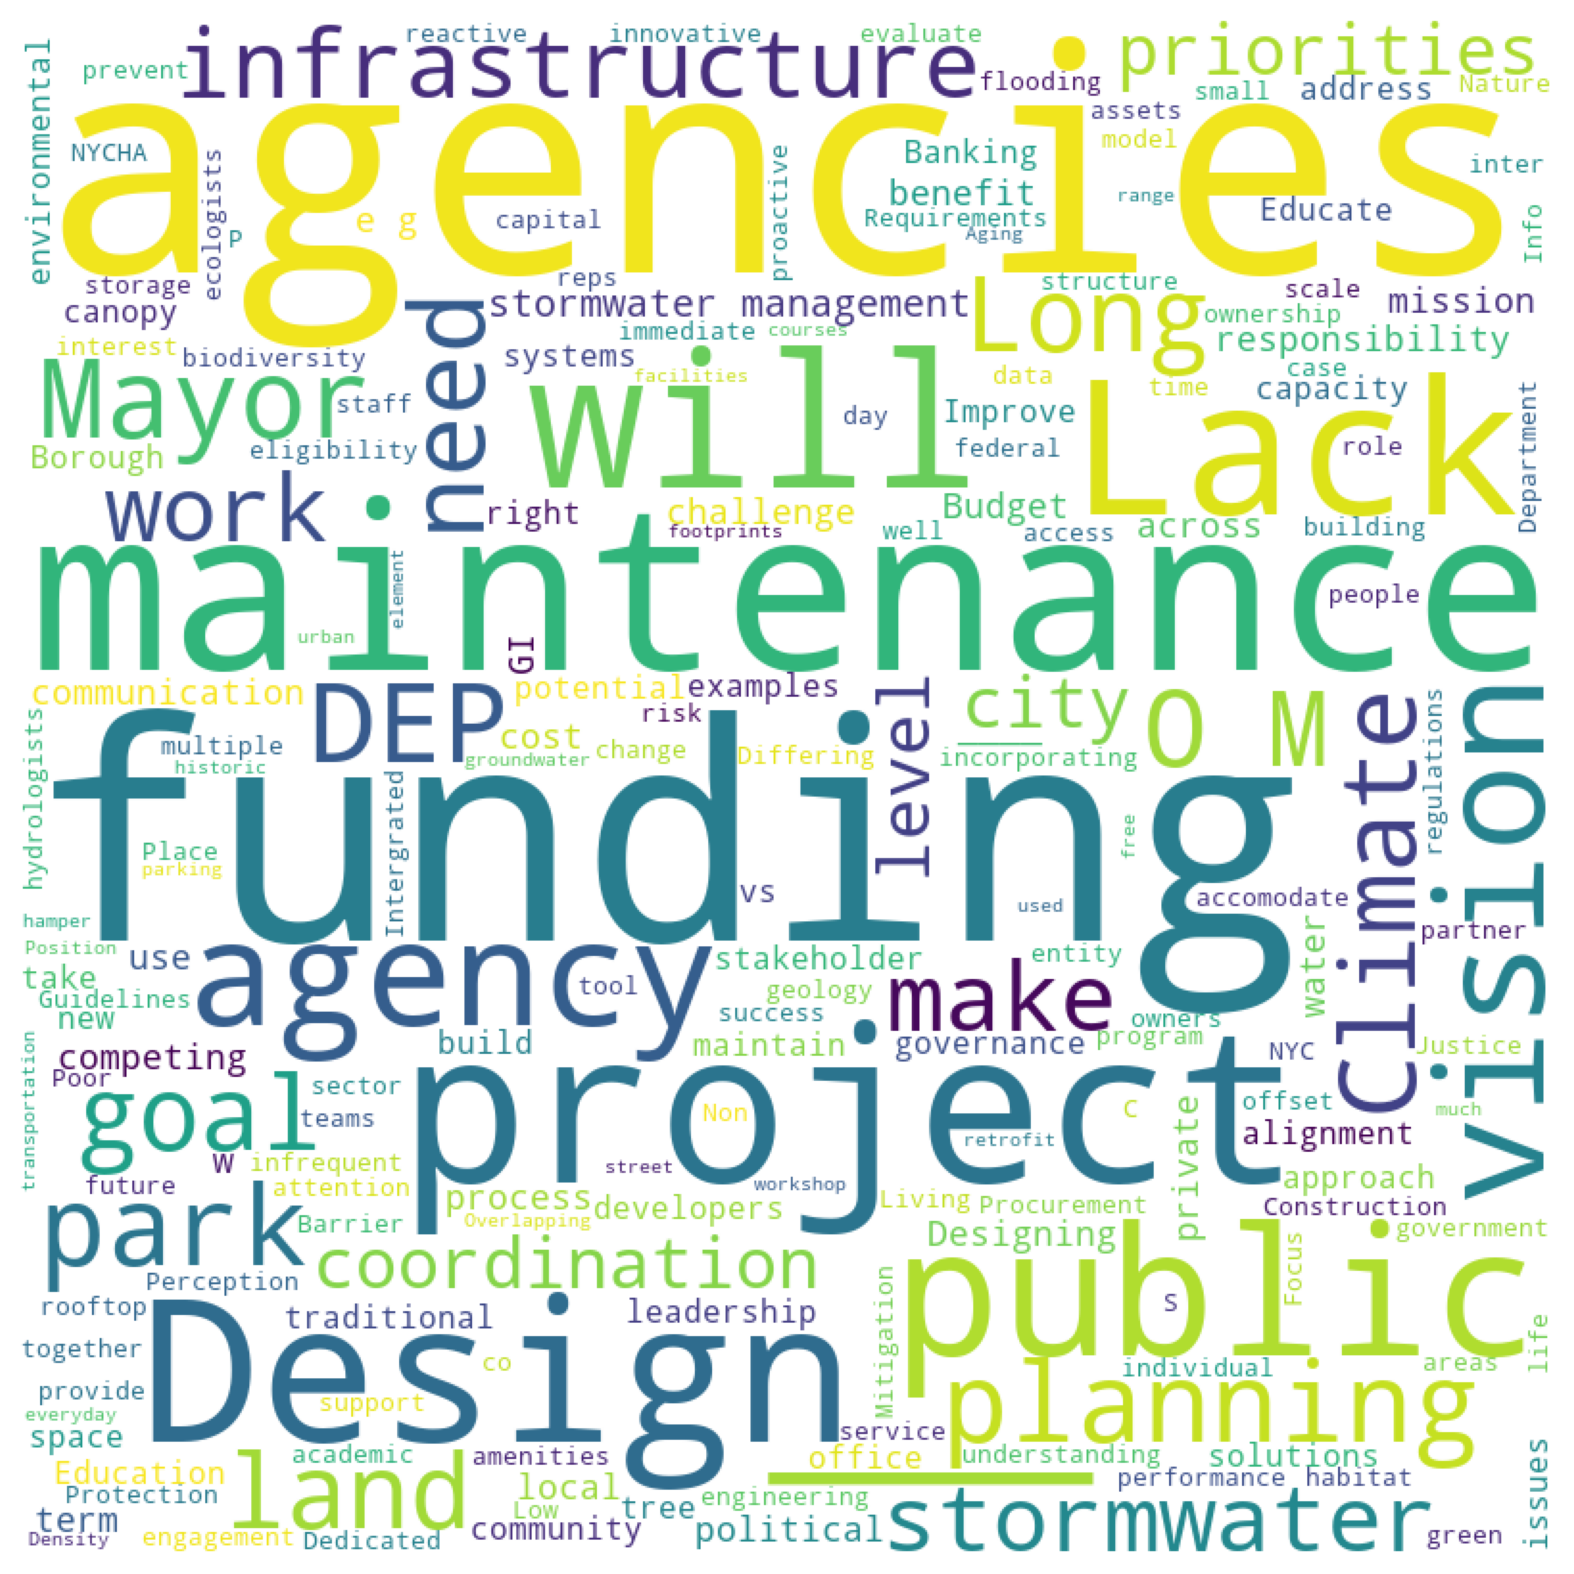 reactive innovative evaluate
infrastructure priorities
prevent flooding small address Nature
environmental
agencies
assets
model
NYCHA
Banking
inter
ecologists
proactive
benefit
range
e g capital Requirements Educate
P
Aging
Info
storage reps structure scale
canopy need stormwater management Long ownership mission
interest immediate courses responsibility
biodiversity systems case
Mayor facilities data time capacity
staff will day Improve Lack
Borough eligibility federal role Department
work right challenge Budget across building
footprints well access
maintenance
element
people
urban
GI
communication DEP potential examples level city O M Climate vision
risk regulations
hydrologists multiple cost change Differing incorporating
historic groundwater
funding
Intergrated
free
Place
parking
vs used accomodate
hamper partner
Position use agency stakeholder make entity water
take tool geology
Guidelines success owners
new build maintain governance program NYC Justice
competing
transportation Poor sector project offset much
goal teams Non C private alignment
W infrequent street retrofit
future attention workshop approach
park process developers Living Procurement Construction
Barrier Overlapping Designing government
coordination public Focus
Perception Mitigation
rooftop traditional leadership S
together Design co individual areas life
provide support planning
everyday service
space academic amenities office understanding solutions issues
Education land performance habitat
Protection local tree engineering
term Low community political stormwater green
Density engagement Dedicated